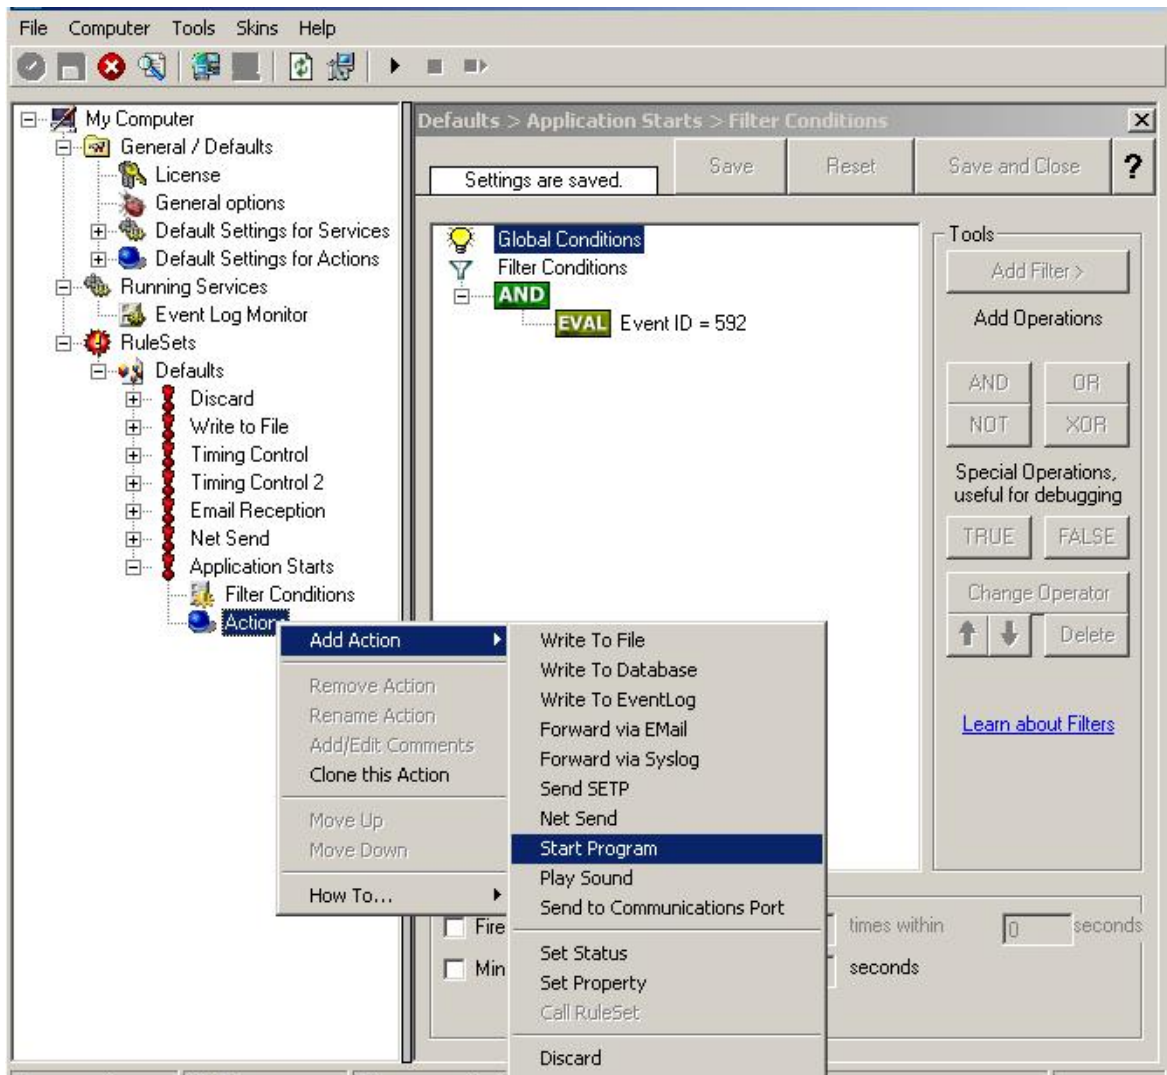 File Computer Tools Skins Help
My Computer
General / Defaults
License
General options
Default Settings for Services
Default Settings for Actions
Running Services
Event Log Monitor
RuleSets
Defaults
Discard
Write to File
Timing Control
Timing Control 2
Email Reception
Net Send
Application Starts
Filter Conditions
Action
Defaults > Application Starts > Filter Conditions
Settings are saved.
Save
Reset
Save and Close
?
Global Conditions
Filter Conditions
AND
EVAL Event ID = 592
Tools
Add Filter >
Add Operations
AND OR
NOT XOR
Special Operations,
useful for debugging
TRUE FALSE
Change Operator
Delete
Learn about Filters
Add Action
Remove Action
Rename Action
Add/Edit Comments
Clone this Action
Move Up
Move Down
How To...
Write To File
Write To Database
Write To EventLog
Forward via EMail
Forward via Syslog
Send SETP
Net Send
Start Program
Play Sound
Send to Communications Port
Set Status
Set Property
Call RuleSet
Discard
Fire times within 0 seconds
Min seconds